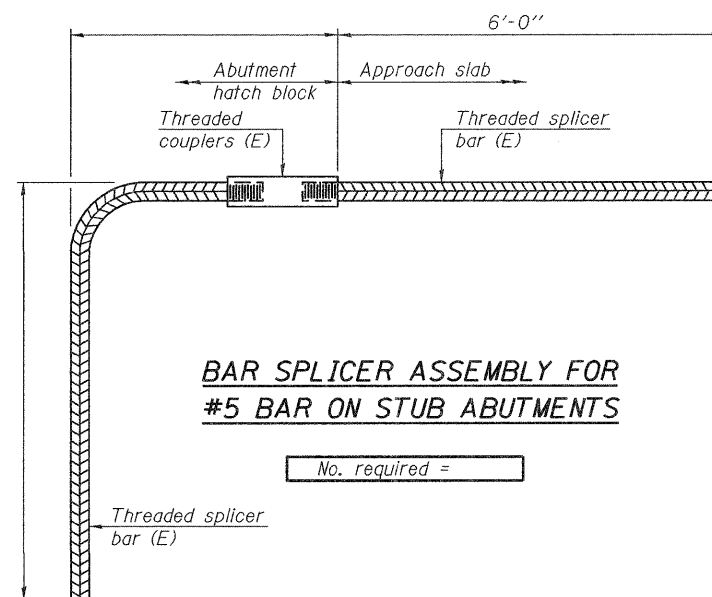 6'-0"
Abutment
hatch block
Approach slab
Threaded
couplers (E)
Threaded splicer
bar (E)
BAR SPLICER ASSEMBLY FOR
#5 BAR ON STUB ABUTMENTS
No. required =
Threaded splicer
bar (E)